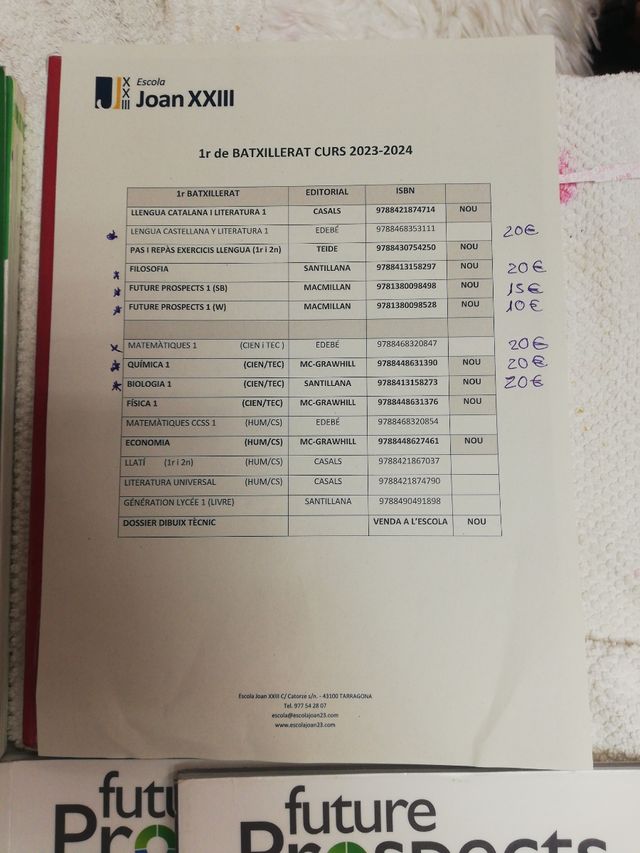 Escola
Joan XXIII
1r de BATXILLERAT CURS 2023-2024
1r BATXILLERAT EDITORIAL ISBN
LLENGUA CATALANA I LITERATURA 1 CASALS 9788421874714 NOU
* LLENGUA CASTELLANA Y LITERATURA 1 EDEBÉ 9788468353111 20€
PAS I REPÀS EXERCICIS LLENGUA (1r i 2n) TEIDE 9788430754250 NOU
* FILOSOFIA SANTILLANA 9788413158297 NOU 20€
* FUTURE PROSPECTS 1 (SB) MACMILLAN 9781380098498 NOU 15€
* FUTURE PROSPECTS 1 (W) MACMILLAN 9781380098528 NOU 10€
* MATEMÀTIQUES 1 (CIEN i TEC ) EDEBÉ 9788468320847 20€
* QUÍMICA 1 (CIEN/TEC) MC-GRAWHILL 9788448631390 NOU 20€
* BIOLOGIA 1 (CIEN/TEC) SANTILLANA 9788413158273 NOU 20€
FÍSICA 1 (CIEN/TEC) MC-GRAWHILL 9788448631376 NOU
MATEMÀTIQUES CCSS 1 (HUM/CS) EDEBÉ 9788468320854
ECONOMIA (HUM/CS) MC-GRAWHILL 9788448627461 NOU
LLATÍ (1r i 2n) (HUM/CS) CASALS 9788421867037
LITERATURA UNIVERSAL (HUM/CS) CASALS 9788421874790
GÉNÉRATION LYCÉE 1 (LIVRE) SANTILLANA 9788490491898
DOSSIER DIBUIX TÈCNIC VENDA A L'ESCOLA NOU
Escola Joan XXIII C/ Catorze s/n. - 43100 TARRAGONA
Tel. 977 54 28 07
escola@escolajoan23.com
www.escolajoan23.com
futu
Pro
future
Prospects